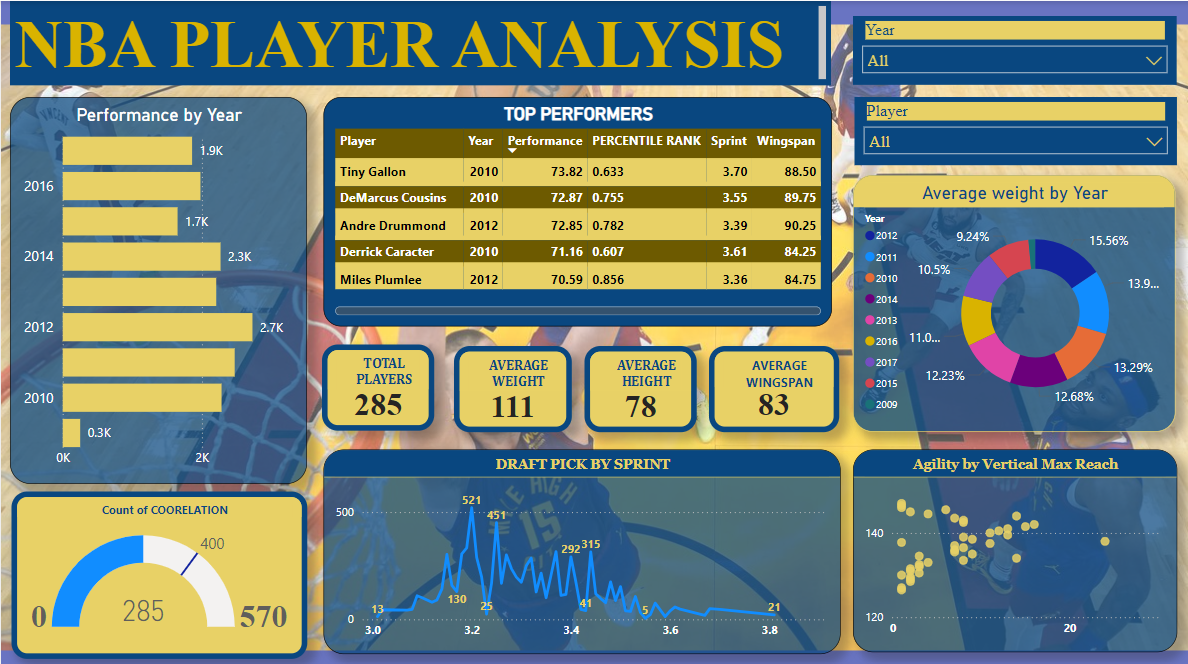 NBA PLAYER ANALYSIS
Year
All
Player
All
Performance by Year
1.9K
2016
1.7K
2014
2.3K
2012
2.7K
2010
0.3K
0K
2K
TOP PERFORMERS
Player Year Performance PERCENTILE RANK Sprint Wingspan
Tiny Gallon 2010 73.82 0.633 3.70 88.50
DeMarcus Cousins 2010 72.87 0.755 3.55 89.75
Andre Drummond 2012 72.85 0.782 3.39 90.25
Derrick Caracter 2010 71.16 0.607 3.61 84.25
Miles Plumlee 2012 70.59 0.856 3.36 84.75
TOTAL
PLAYERS
285
AVERAGE
WEIGHT
111
AVERAGE
HEIGHT
78
AVERAGE
WINGSPAN
83
Average weight by Year
Year
2012
2011
2010
2014
2013
2016
2017
2015
2009
15.56%
13.9...
13.29%
12.68%
12.23%
11.0...
10.5%
9.24%
Count of COORELATION
400
0
285
570
DRAFT PICK BY SPRINT
500
0
13
130
521
25
451
292
41
315
5
21
3.0
3.2
3.4
3.6
3.8
Agility by Vertical Max Reach
140
120
0
20